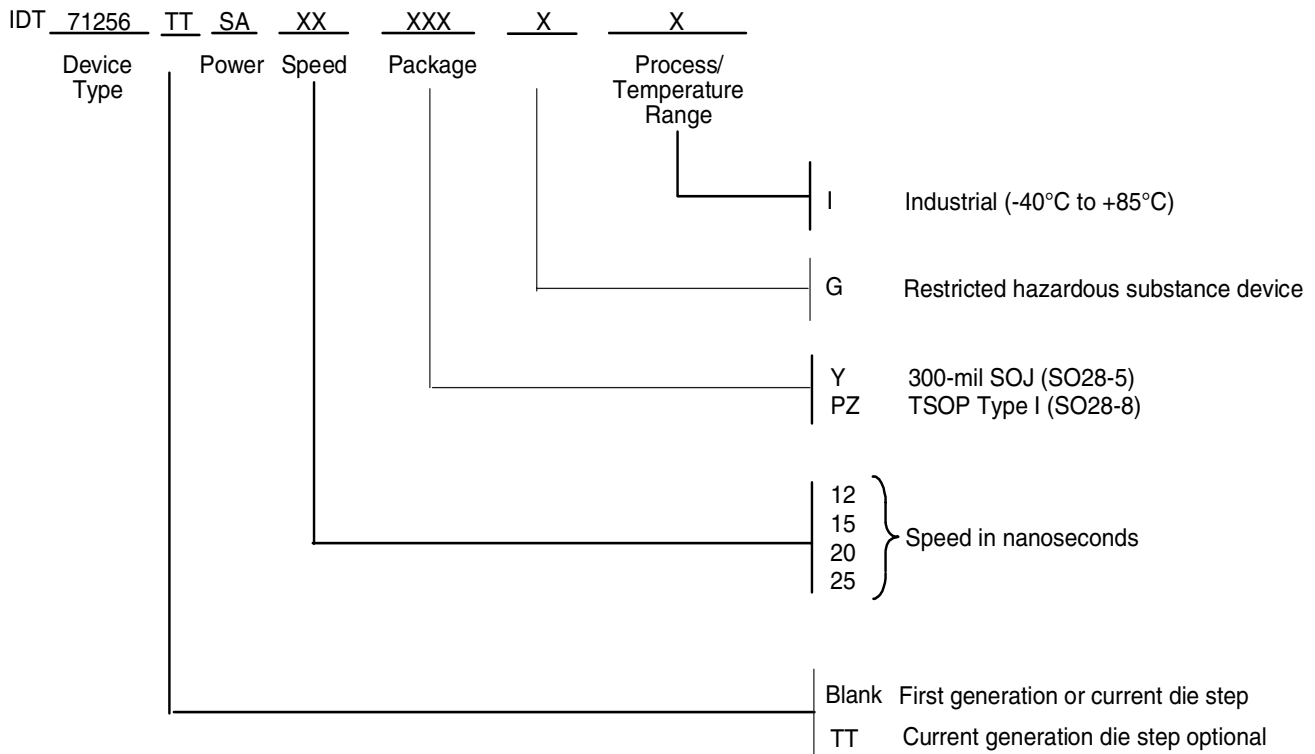 IDT 71256 TT SA XX XXX X X
Device Type
Power
Speed
Package
Process/
Temperature
Range
I Industrial (-40°C to +85°C)
G Restricted hazardous substance device
Y 300-mil SOJ (SO28-5)
PZ TSOP Type I (SO28-8)
12
15
20
25
Speed in nanoseconds
Blank First generation or current die step
TT Current generation die step optional